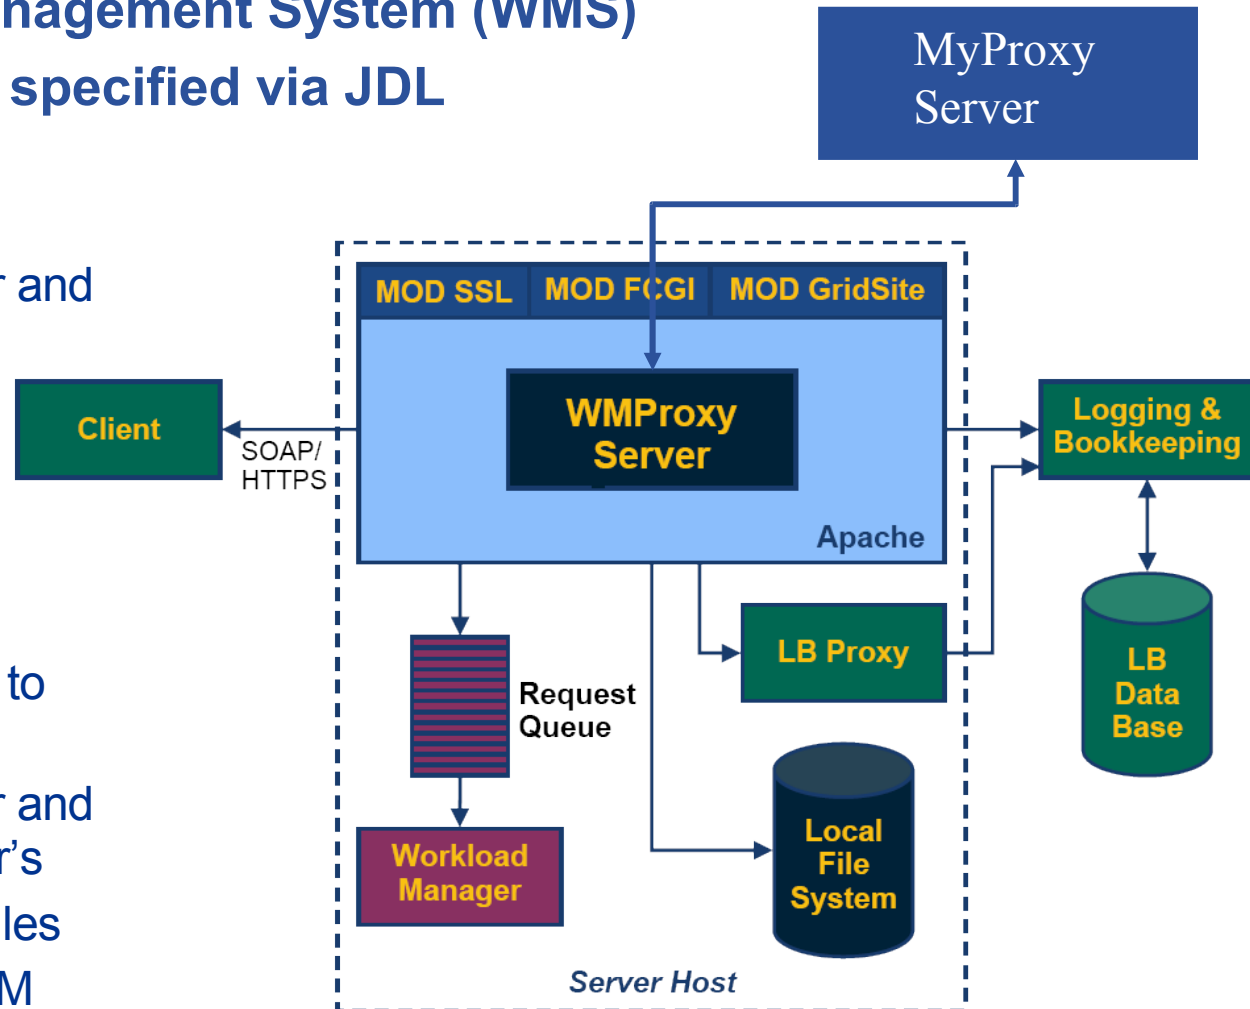 nagement System (WMS)
specified via JDL
MyProxy
Server
r and
MOD SSL
MOD FCGI
MOD GridSite
Client
SOAP/
HTTPS
WMProxy
Server
Apache
Logging &
Bookkeeping
to
Request
Queue
LB Proxy
LB
Data
Base
r and
r's
les
M
Workload
Manager
Local
File
System
Server Host